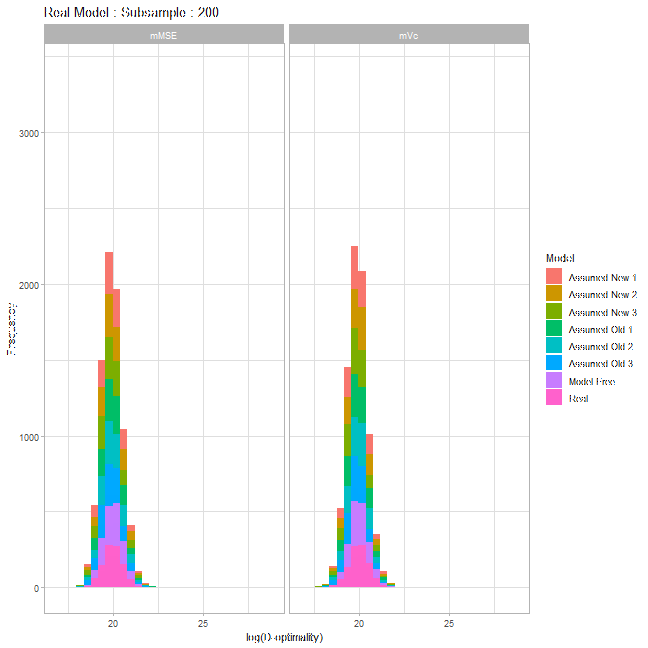 Real Model : Subsample : 200
mMSE
mVc
3000
2000
1000
0
Frequency
20
25
20
25
log(D-optimality)
Model
Assumed New 1
Assumed New 2
Assumed New 3
Assumed Old 1
Assumed Old 2
Assumed Old 3
Model Free
Real